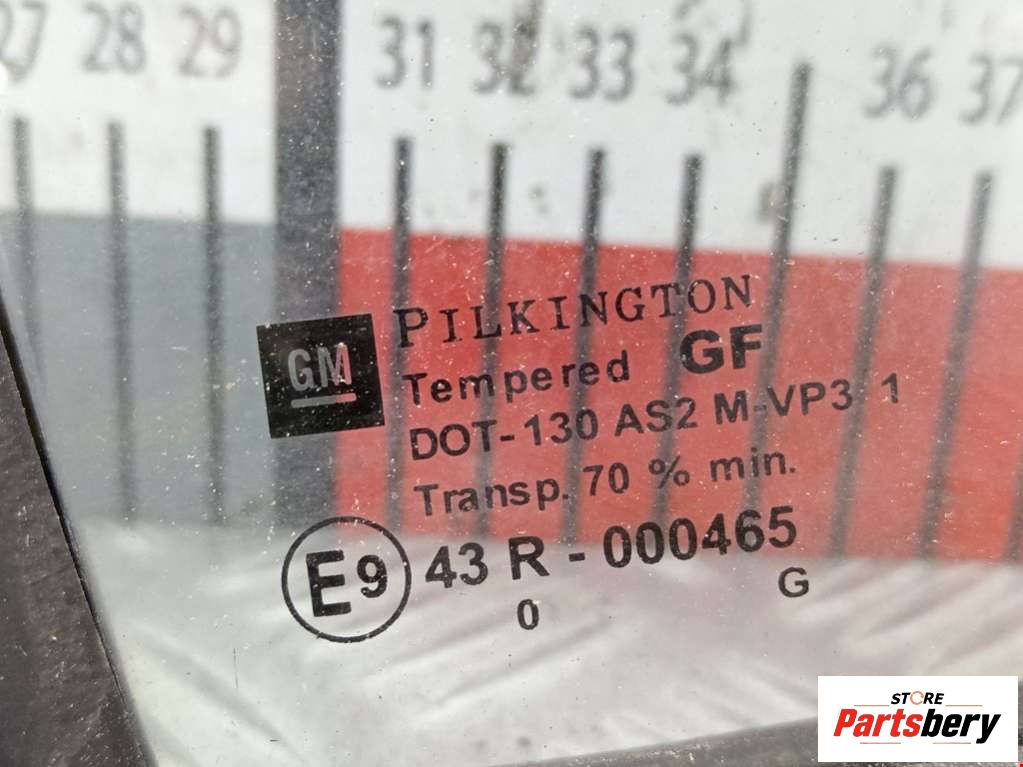 27 28 29 31 32 33 34 36 37
GM
PILKINGTON
Tempered GF
DOT-130 AS2 M-VP3 1
Transp. 70 % min.
E9 43 R - 000465
0 G
STORE
Partsbery